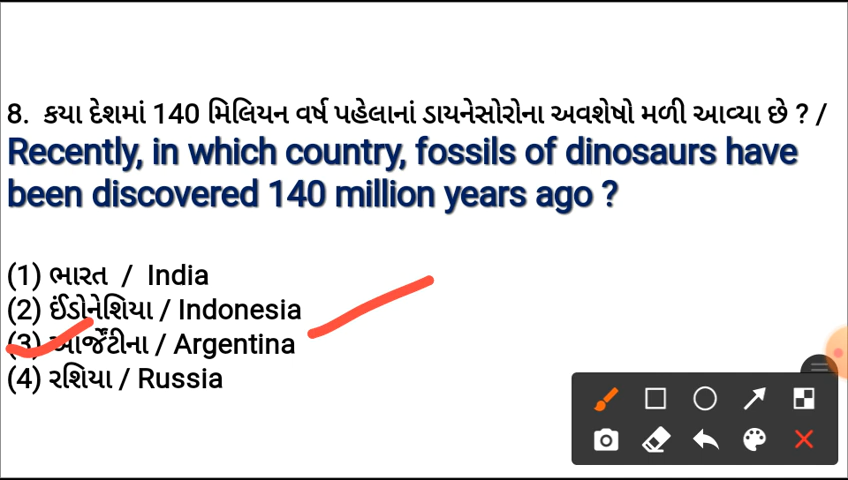 8. કયા દેશમાં 140 મિલિયન વર્ષ પહેલાનાં ડાયનેસોરોના અવશેષો મળી આવ્યા છે ? /
Recently, in which country, fossils of dinosaurs have
been discovered 140 million years ago ?
(1) ભારત / India
(2) ઈંડોનેશિયા / Indonesia
(3) આર્જેંટીના / Argentina
(4) રશિયા / Russia